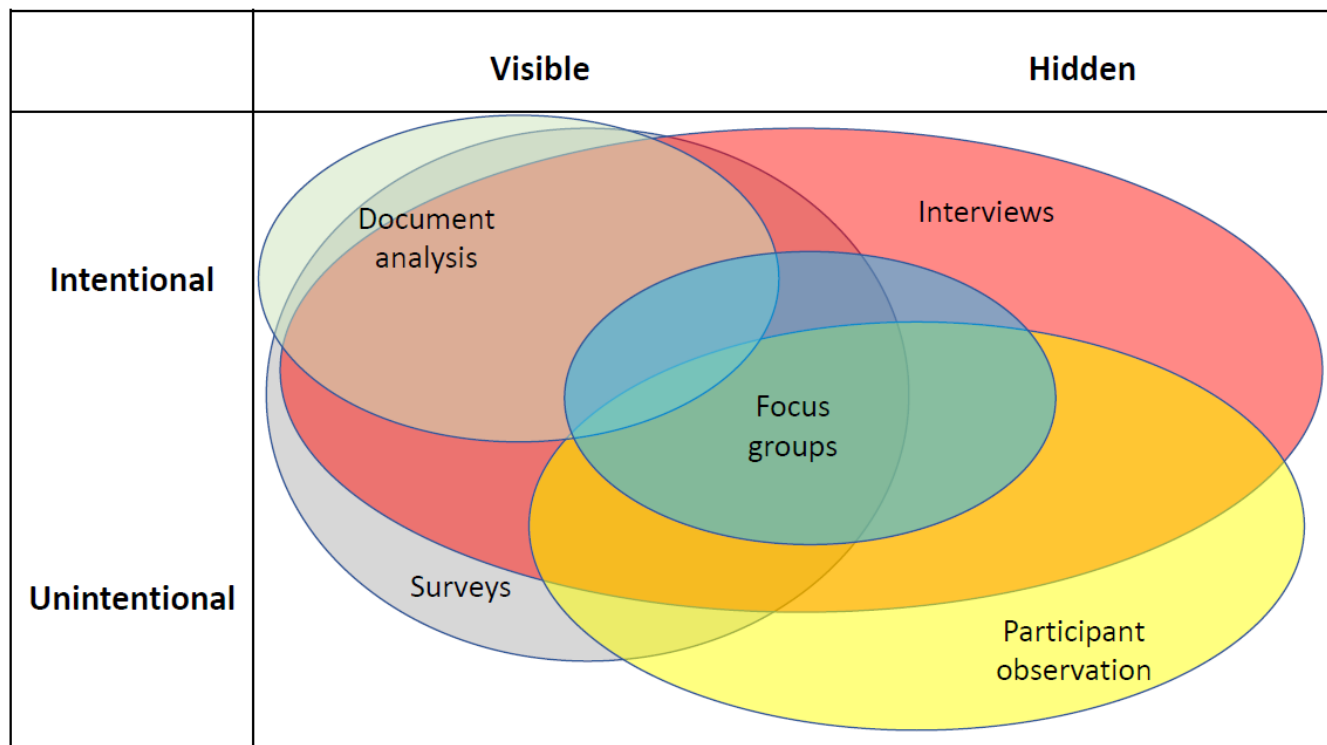 Visible
Hidden
Intentional
Document
analysis
Interviews
Focus
groups
Unintentional
Surveys
Participant
observation